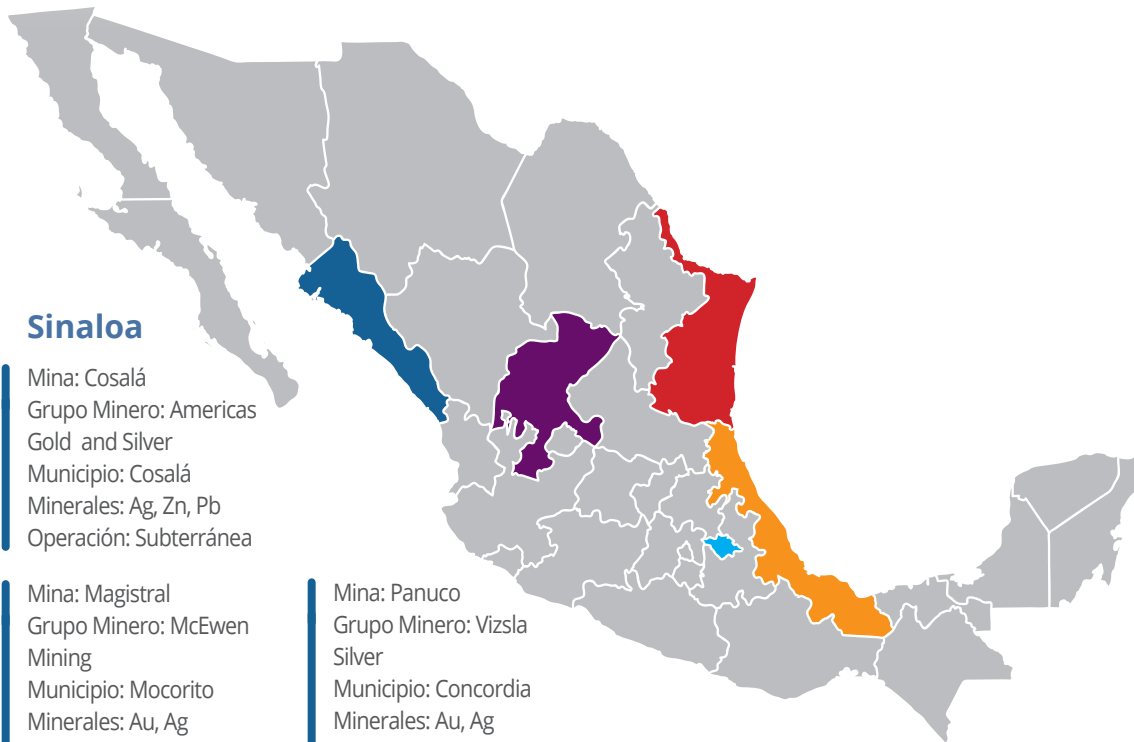 Sinaloa
Mina: Cosalá
Grupo Minero: Americas
Gold and Silver
Municipio: Cosalá
Minerales: Ag, Zn, Pb
Operación: Subterránea
Mina: Magistral
Grupo Minero: McEwen
Mining
Municipio: Mocorito
Minerales: Au, Ag
Mina: Panuco
Grupo Minero: Vizsla
Silver
Municipio: Concordia
Minerales: Au, Ag